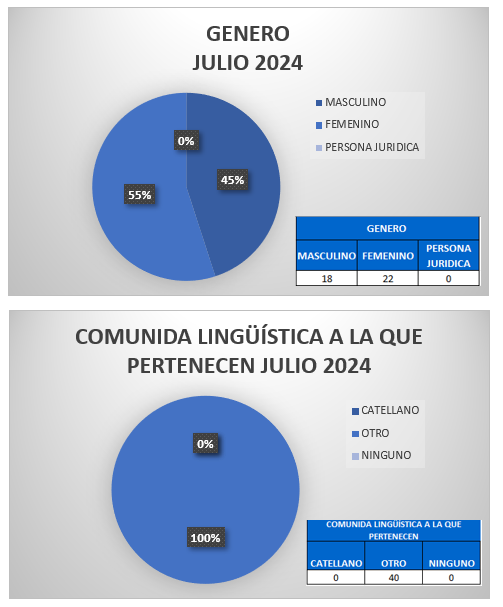 GENERO
JULIO 2024
MASCULINO
FEMENINO
PERSONA JURIDICA
0%
45%
55%
GENERO
MASCULINO FEMENINO PERSONA JURIDICA
18 22 0
COMUNIDA LINGÜÍSTICA A LA QUE
PERTENECEN JULIO 2024
CATELLANO
OTRO
NINGUNO
0%
100%
COMUNIDA LINGÜÍSTICA A LA QUE
PERTENECEN
CATELLANO OTRO NINGUNO
0 40 0